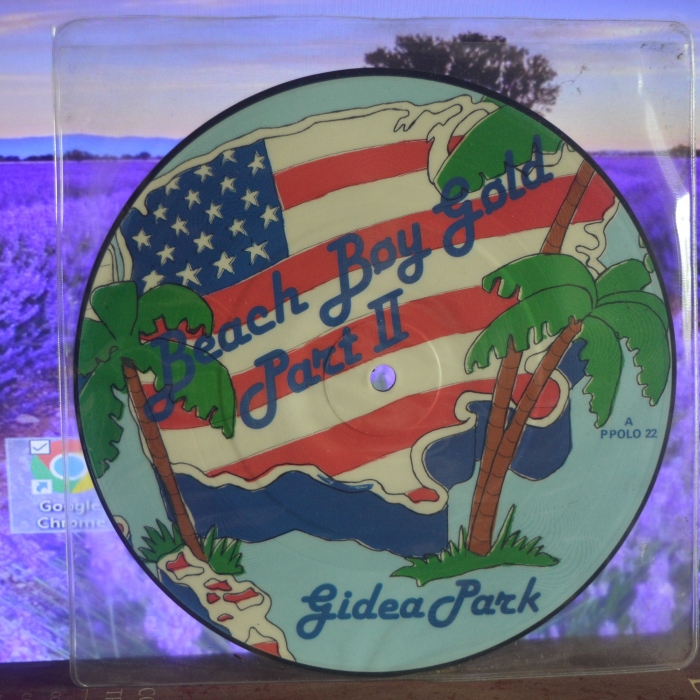 Beach Boy Gold
Part II
A
PPOLO 22
Google
Chrome
Gidea Park